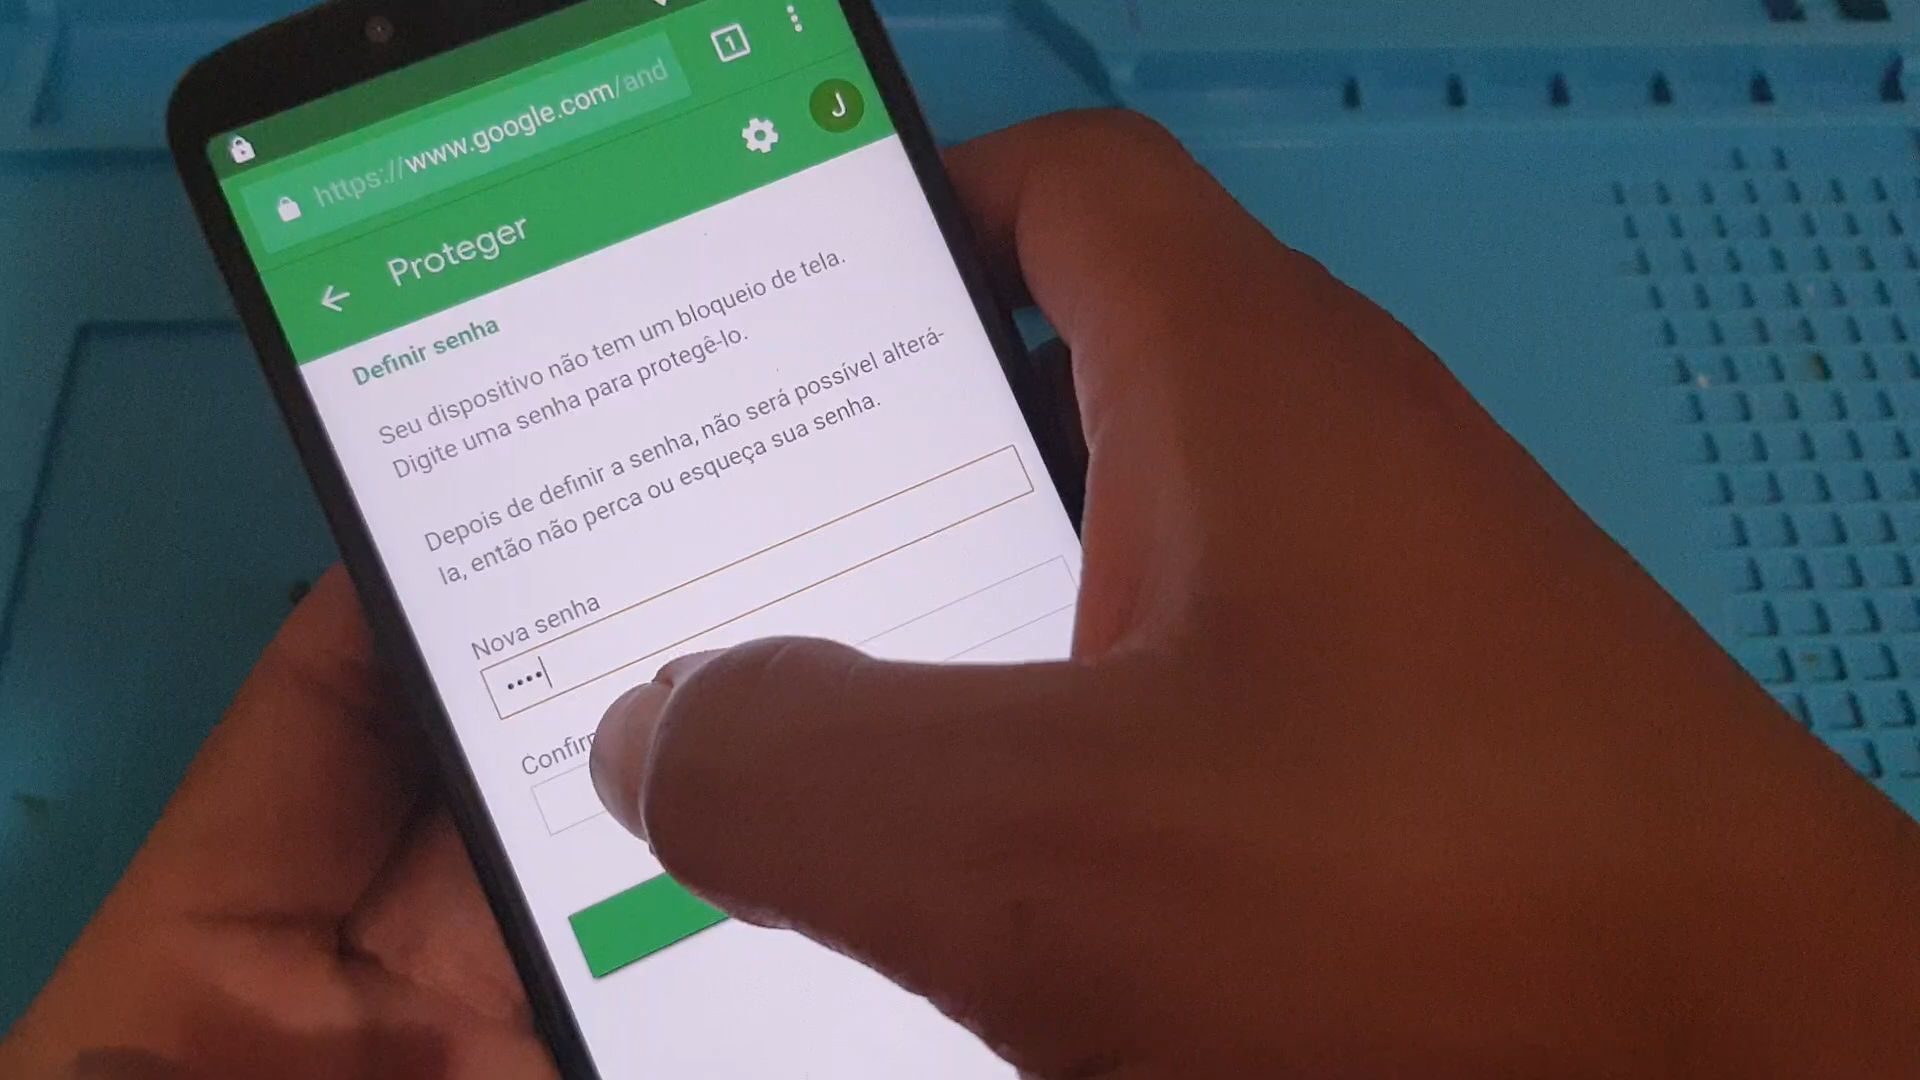 1
https://www.google.com/and
J
Proteger
Definir senha
Seu dispositivo não tem um bloqueio de tela.
Digite uma senha para protegê-lo.
Depois de definir a senha, não será possível alterá-
la, então não perca ou esqueça sua senha.
Nova senha
••••